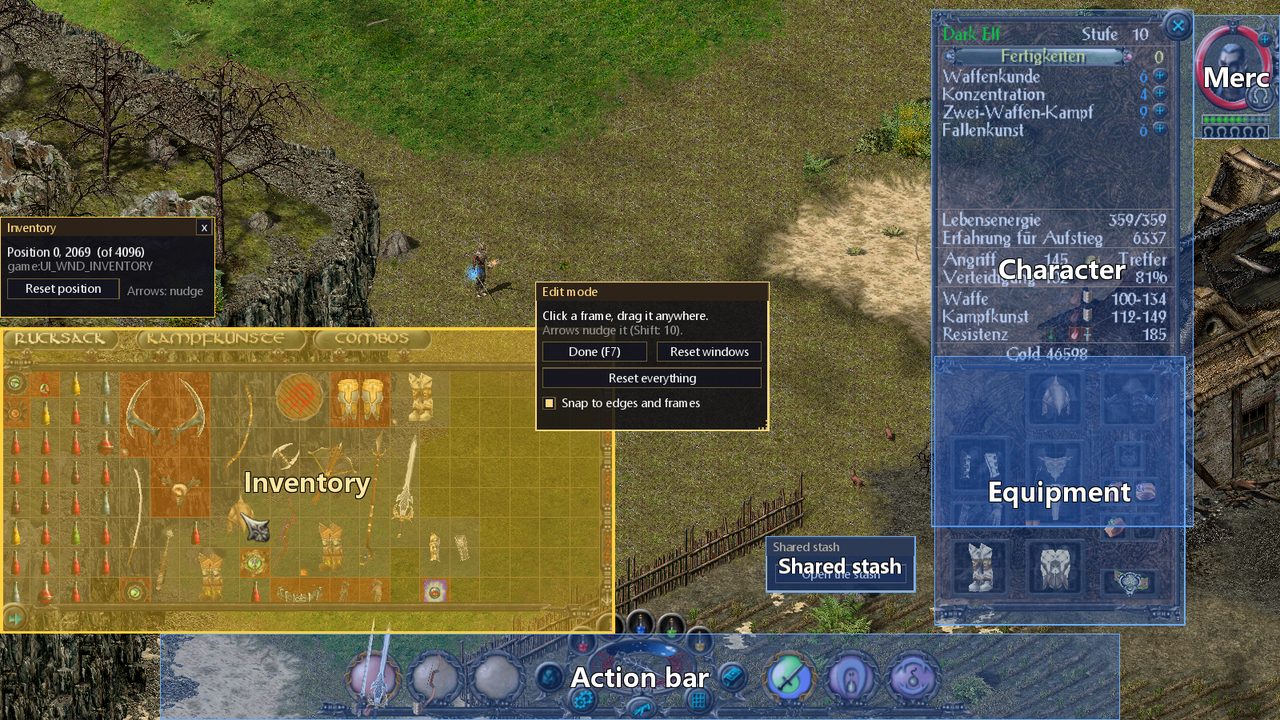 Dark Elf Stufe 10
Fertigkeiten 0
Waffenkunde 6
Konzentration 4
Zwei-Waffen-Kampf 9
Fallenkunst 6
Merc
Lebensenergie 359/359
Erfahrung für Aufstieg 6337
Angriff 145 Treffer
Verteidigung 81%
Character
Waffe 100-134
Kampfkunst 112-149
Resistenz 185
Gold 46598
Equipment
Inventory x
Position 0, 2069 (of 4096)
game:UI_WND_INVENTORY
Reset position Arrows: nudge
Edit mode
Click a frame, drag it anywhere.
Arrows nudge it (Shift: 10).
Done (F7) Reset windows
Reset everything
Snap to edges and frames
RUCKSACK KAMPFKÜNSTE COMBOS
Inventory
Shared stash
Shared stash
Open the stash
Action bar